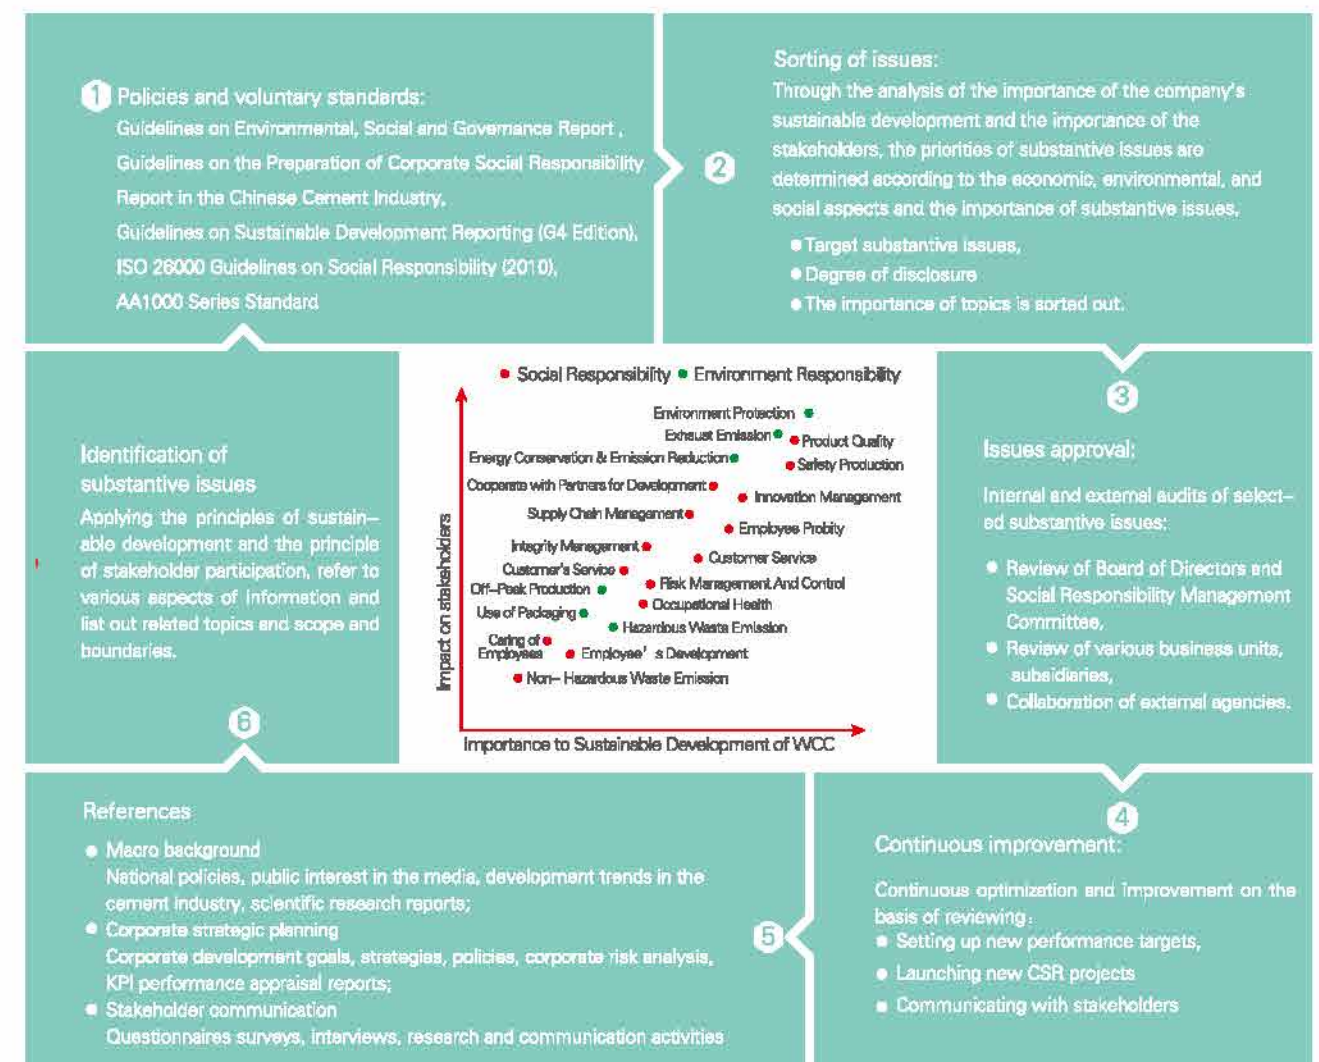 1 Policies and voluntary standards:
Guidelines on Environmental, Social and Governance Report ,
Guidelines on the Preparation of Corporate Social Responsibility
Report in the Chinese Cement Industry,
Guidelines on Sustainable Development Reporting (G4 Edition),
ISO 26000 Guidelines on Social Responsibility (2010),
AA1000 Series Standard
2
Sorting of issues:
Through the analysis of the importance of the company's
sustainable development and the importance of the
stakeholders, the priorities of substantive issues are
determined according to the economic, environmental, and
social aspects and the importance of substantive issues,
● Target substantive issues,
● Degree of disclosure
● The importance of topics is sorted out.
3
Issues approval:
Internal and external audits of select–
ed substantive issues:
● Review of Board of Directors and
Social Responsibility Management
Committee,
● Review of various business units,
subsidiaries,
● Collaboration of external agencies.
4
Continuous improvement:
Continuous optimization and improvement on the
basis of reviewing:
● Setting up new performance targets,
● Launching new CSR projects
● Communicating with stakeholders
5
References
● Macro background
National policies, public interest in the media, development trends in the
cement industry, scientific research reports;
● Corporate strategic planning
Corporate development goals, strategies, policies, corporate risk analysis,
KPI performance appraisal reports;
● Stakeholder communication
Questionnaires surveys, interviews, research and communication activities
6
Identification of
substantive issues
Applying the principles of sustain–
able development and the principle
of stakeholder participation, refer to
various aspects of information and
list out related topics and scope and
boundaries.
● Social Responsibility ● Environment Responsibility
Impact on stakeholders
Environment Protection
Exhaust Emission
Product Quality
Energy Conservation & Emission Reduction
Safety Production
Cooperate with Partners for Development
Innovation Management
Supply Chain Management
Employee Probity
Integrity Management
Customer Service
Customer's Service
Risk Management And Control
Off–Peak Production
Occupational Health
Use of Packaging
Hazardous Waste Emission
Caring of
Employees
Employee' s Development
Non– Hazardous Waste Emission
Importance to Sustainable Development of WCC